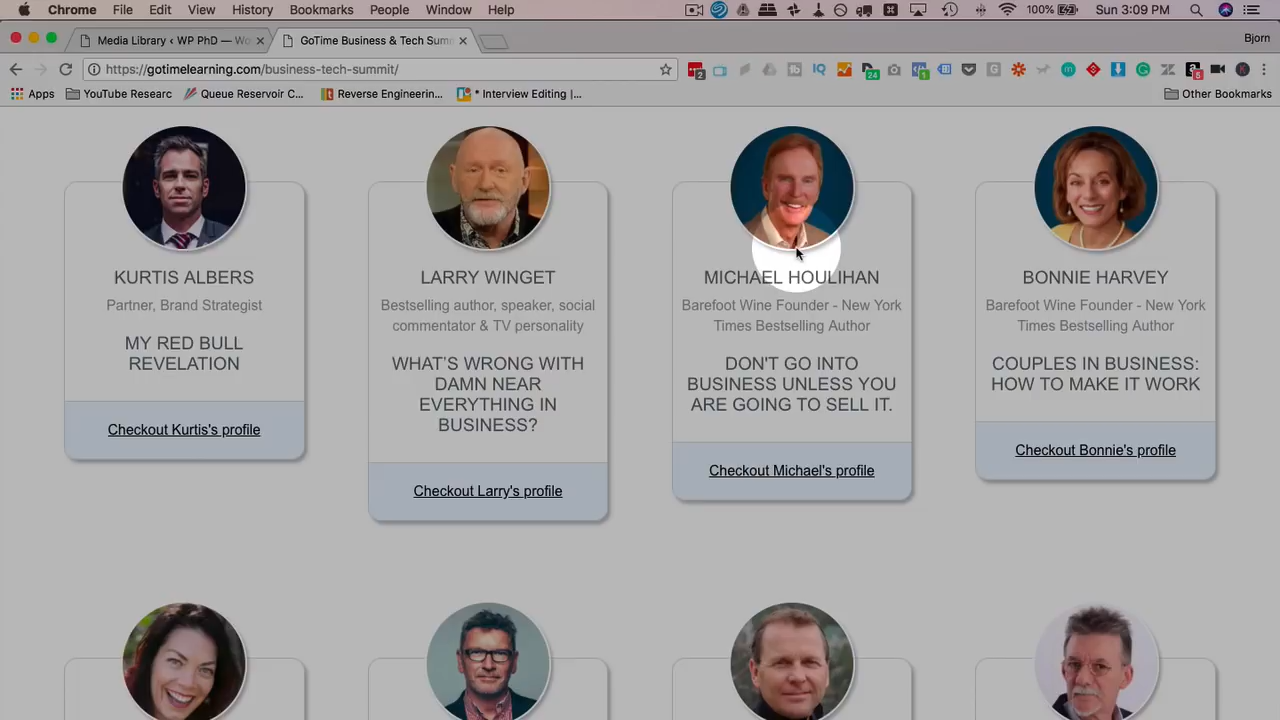 Chrome File Edit View History Bookmarks People Window Help 100% Sun 3:09 PM
Media Library ‹ WP PhD — Wo GoTime Business & Tech Summ Bjorn
https://gotimelearning.com/business-tech-summit/
Apps YouTube Researc Queue Reservoir C... Reverse Engineerin... * Interview Editing |... Other Bookmarks
KURTIS ALBERS
Partner, Brand Strategist
MY RED BULL
REVELATION
Checkout Kurtis's profile
LARRY WINGET
Bestselling author, speaker, social
commentator & TV personality
WHAT'S WRONG WITH
DAMN NEAR
EVERYTHING IN
BUSINESS?
Checkout Larry's profile
MICHAEL HOULIHAN
Barefoot Wine Founder - New York
Times Bestselling Author
DON'T GO INTO
BUSINESS UNLESS YOU
ARE GOING TO SELL IT.
Checkout Michael's profile
BONNIE HARVEY
Barefoot Wine Founder - New York
Times Bestselling Author
COUPLES IN BUSINESS:
HOW TO MAKE IT WORK
Checkout Bonnie's profile